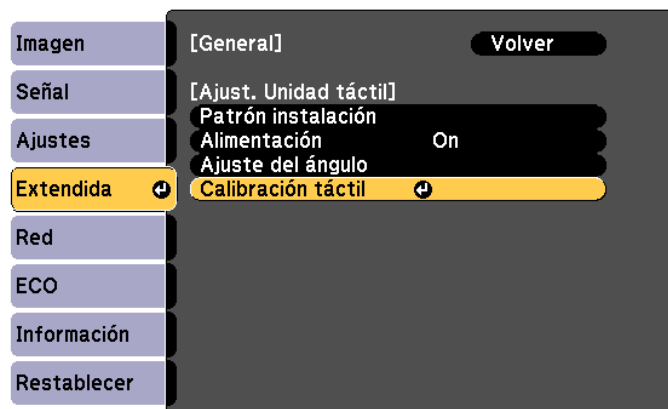 Imagen
Señal
Ajustes
Extendida
Red
ECO
Información
Restablecer
[General] Volver
[Ajust. Unidad táctil]
Patrón instalación
Alimentación On
Ajuste del ángulo
Calibración táctil